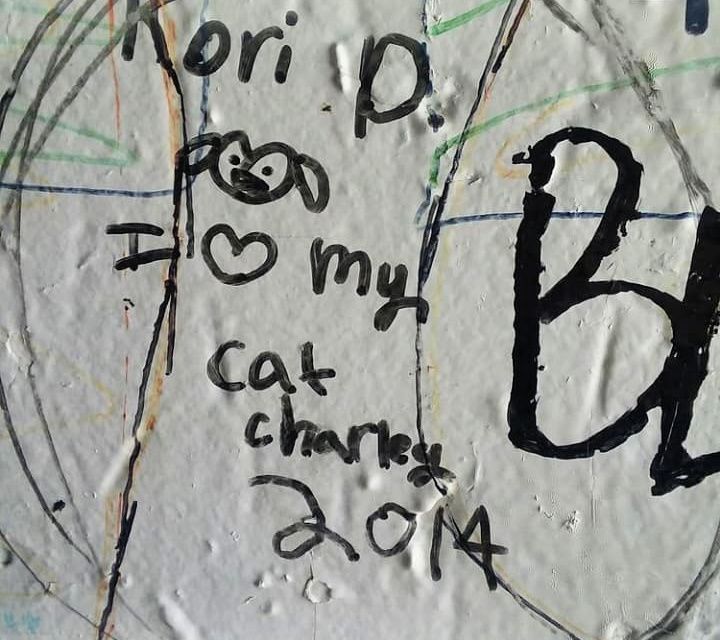 Kori P.
I ♡ my
cat
charley
2014
B